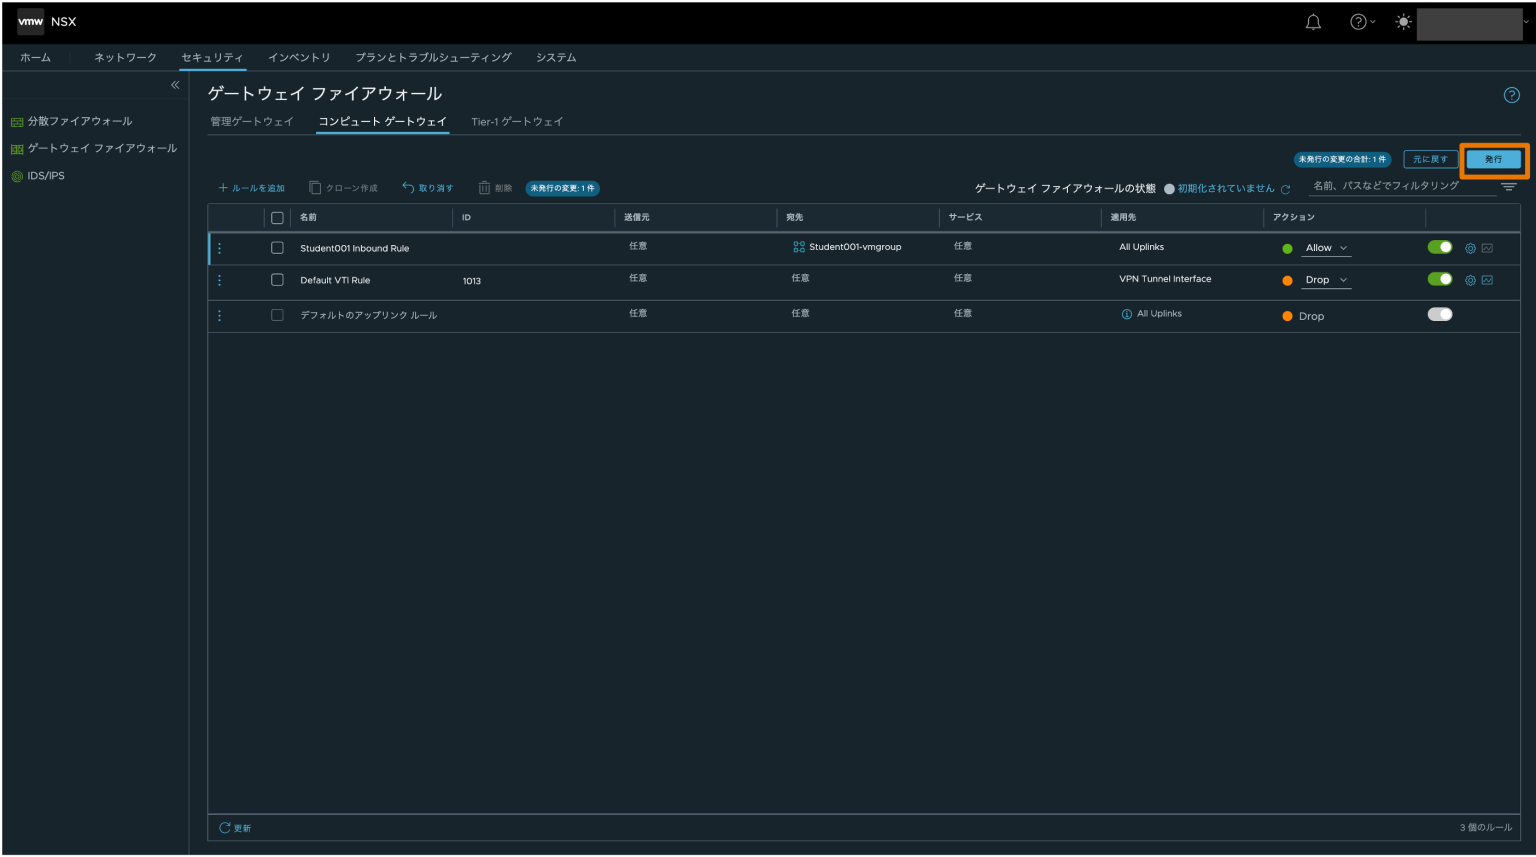 vmw NSX
ホーム ネットワーク セキュリティ インベントリ プランとトラブルシューティング システム
分散ファイアウォール
ゲートウェイ ファイアウォール
IDS/IPS
ゲートウェイ ファイアウォール
管理ゲートウェイ コンピュート ゲートウェイ Tier-1 ゲートウェイ
未発行の変更の合計: 1 件 元に戻す 発行
ルールを追加 クローン作成 取り消す 削除 未発行の変更: 1 件 ゲートウェイ ファイアウォールの状態 初期化されていません 名前、パスなどでフィルタリング
名前 ID 送信元 宛先 サービス 適用先 アクション
Student001 Inbound Rule 任意 Student001-vmgroup 任意 All Uplinks Allow
Default VTI Rule 1013 任意 任意 任意 VPN Tunnel Interface Drop
デフォルトのアップリンク ルール 任意 任意 任意 All Uplinks Drop
更新 3 個のルール